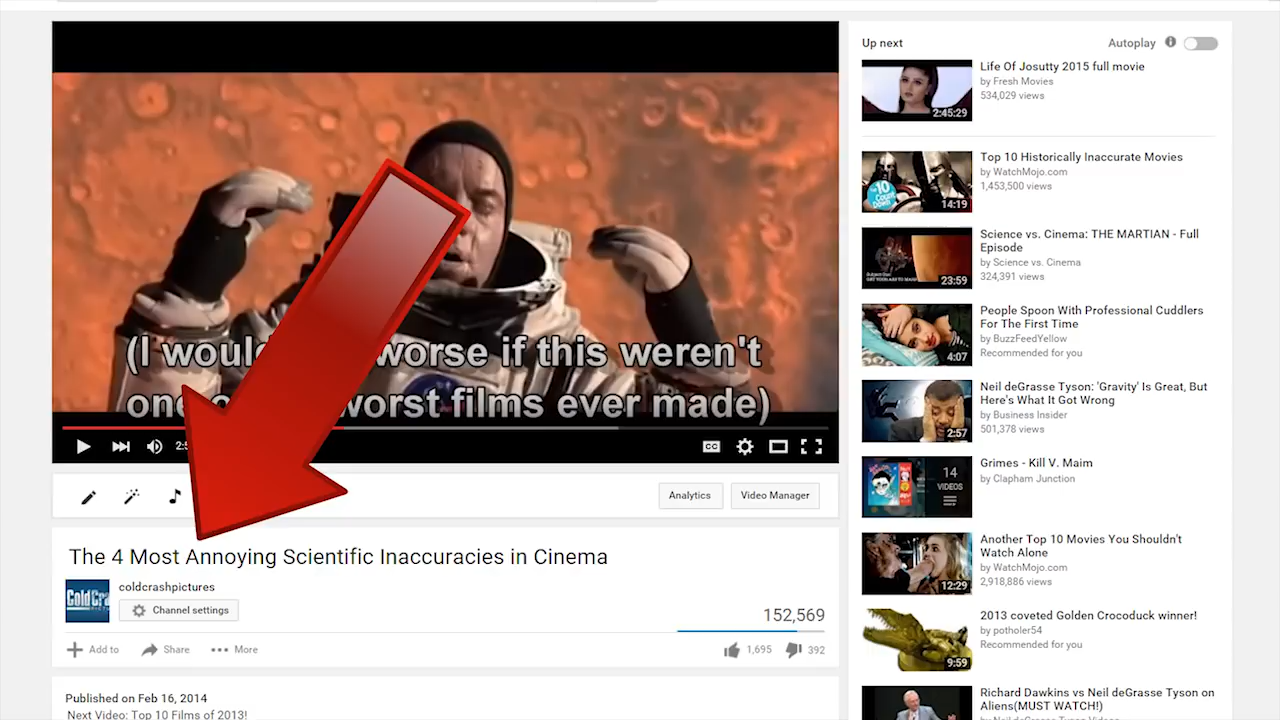 (I would worse if this weren't
one worst films ever made)
CC
Analytics
Video Manager
The 4 Most Annoying Scientific Inaccuracies in Cinema
coldcrashpictures
Channel settings
152,569
Add to
Share
More
1,695
392
Published on Feb 16, 2014
Next Video: Top 10 Films of 2013!
Up next
Autoplay
Life Of Josutty 2015 full movie
by Fresh Movies
534,029 views
2:45:29
Top 10 Historically Inaccurate Movies
by WatchMojo.com
1,453,500 views
14:19
Science vs. Cinema: THE MARTIAN - Full
Episode
by Science vs. Cinema
324,391 views
23:59
People Spoon With Professional Cuddlers
For The First Time
by BuzzFeedYellow
Recommended for you
4:07
Neil deGrasse Tyson: 'Gravity' Is Great, But
Here's What It Got Wrong
by Business Insider
501,378 views
2:57
Grimes - Kill V. Maim
by Clapham Junction
14
VIDEOS
Another Top 10 Movies You Shouldn't
Watch Alone
by WatchMojo.com
2,918,886 views
12:29
2013 coveted Golden Crocoduck winner!
by potholer54
Recommended for you
9:59
Richard Dawkins vs Neil deGrasse Tyson on
Aliens(MUST WATCH!)
by Neil deGrasse Tyson Videos